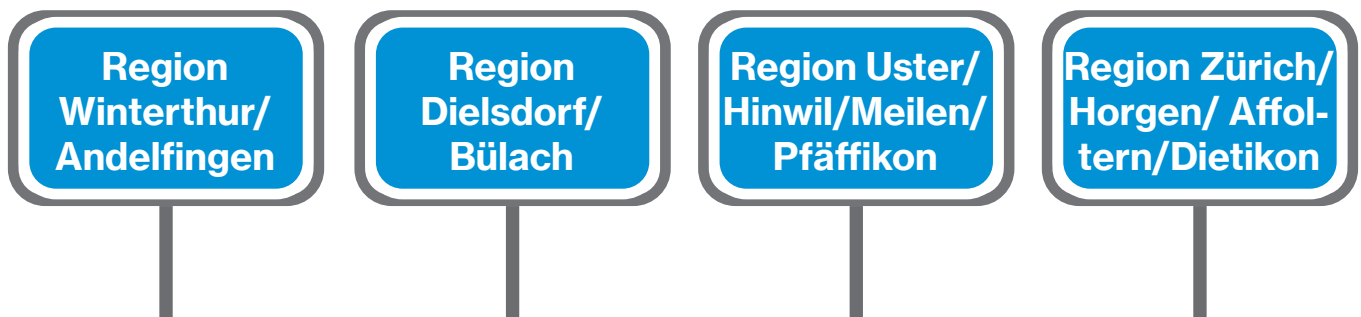 Region
Winterthur/
Andelfingen
Region
Dielsdorf/
Bülach
Region Uster/
Hinwil/Meilen/
Pfäffikon
Region Zürich/
Horgen/ Affol-
tern/Dietikon